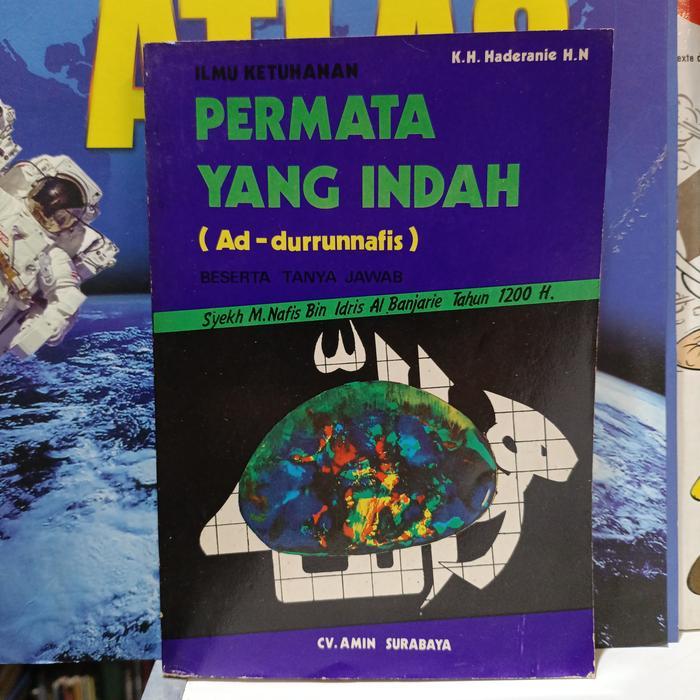 ATLAS
K.H. Haderanie H.N
ILMU KETUHANAN
PERMATA
YANG INDAH
( Ad - durrunnafis )
BESERTA TANYA JAWAB
Syekh M.Nafis Bin Idris Al Banjarie Tahun 1200 H.
CV. AMIN SURABAYA